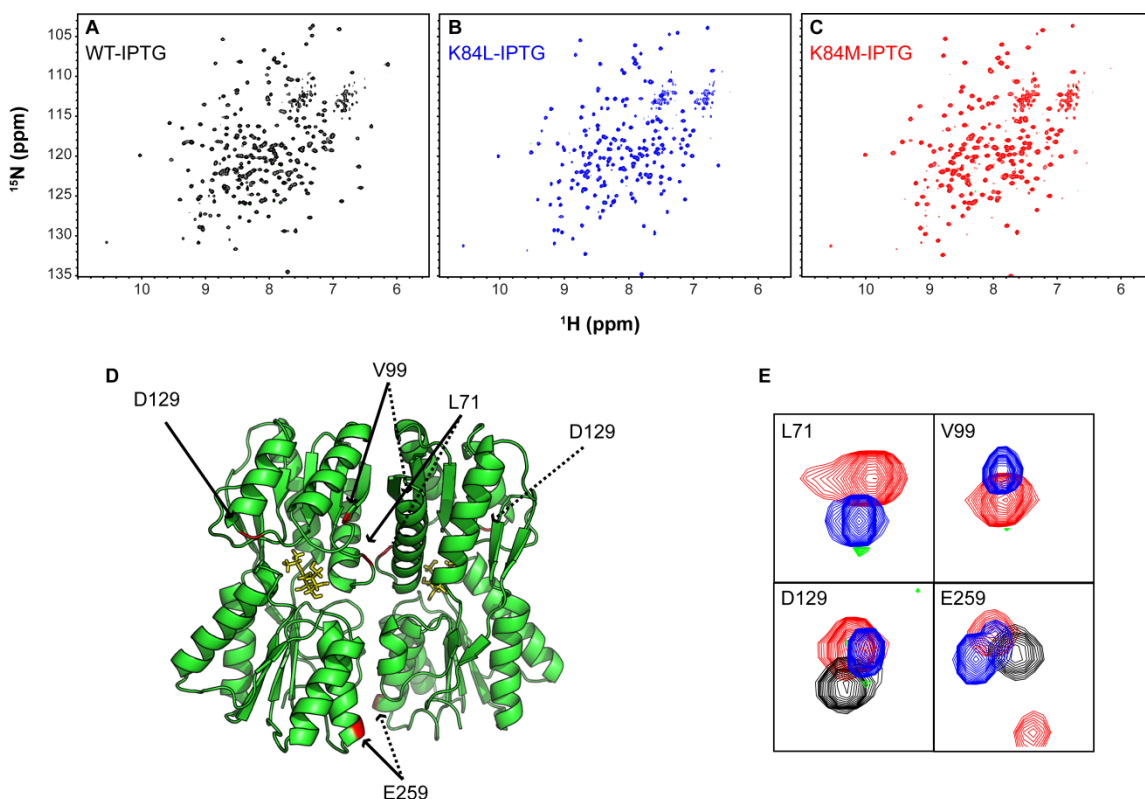 A
WT-IPTG
B
K84L-IPTG
C
K84M-IPTG
105
110
115
120
125
130
135
¹⁵N (ppm)
10 9 8 7 6
10 9 8 7 6
10 9 8 7 6
¹H (ppm)
D
V99
D129
L71
D129
E259
E
L71
V99
D129
E259